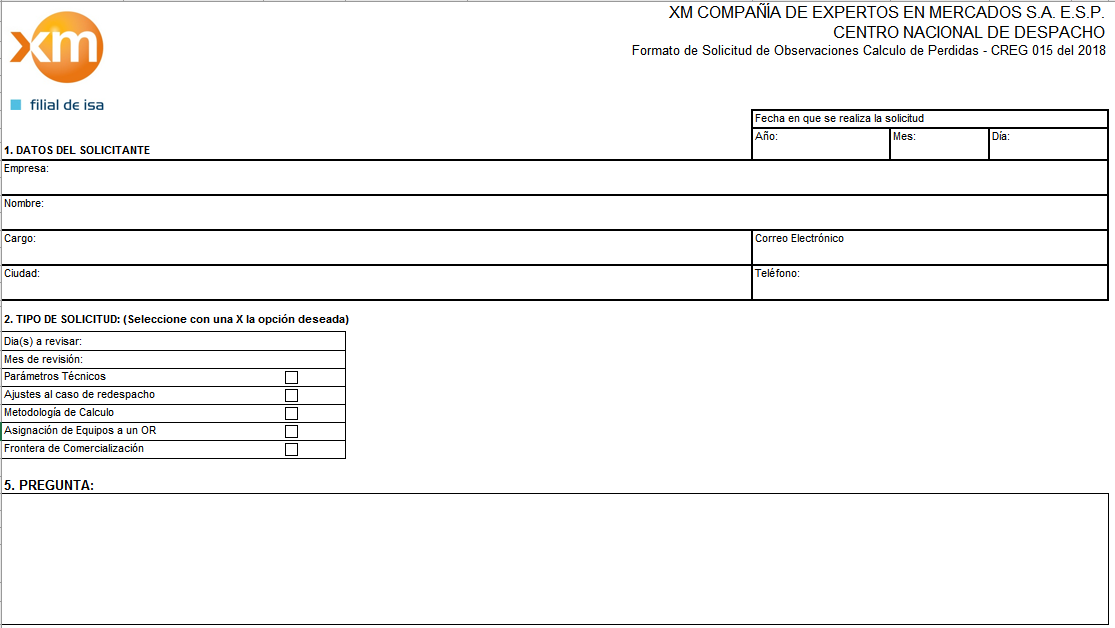 xm
filial de isa
XM COMPAÑÍA DE EXPERTOS EN MERCADOS S.A. E.S.P.
CENTRO NACIONAL DE DESPACHO
Formato de Solicitud de Observaciones Calculo de Perdidas - CREG 015 del 2018
Fecha en que se realiza la solicitud
Año: Mes: Día:
1. DATOS DEL SOLICITANTE
Empresa:
Nombre:
Cargo: Correo Electrónico
Ciudad: Teléfono:
2. TIPO DE SOLICITUD: (Seleccione con una X la opción deseada)
Dia(s) a revisar:
Mes de revisión:
Parámetros Técnicos
Ajustes al caso de redespacho
Metodología de Calculo
Asignación de Equipos a un OR
Frontera de Comercialización
5. PREGUNTA: